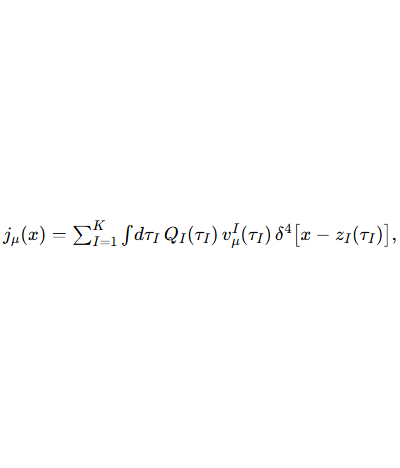 j_μ(x) = ∑_{I=1}^{K} ∫dτ_I Q_I(τ_I) v_μ^I(τ_I) δ^4[x − z_I(τ_I)],